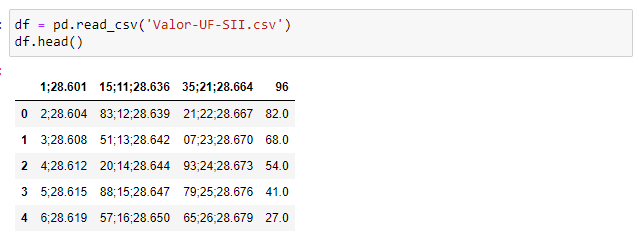 df = pd.read_csv('Valor-UF-SII.csv')
df.head()
1;28.601 15;11;28.636 35;21;28.664 96
0 2;28.604 83;12;28.639 21;22;28.667 82.0
1 3;28.608 51;13;28.642 07;23;28.670 68.0
2 4;28.612 20;14;28.644 93;24;28.673 54.0
3 5;28.615 88;15;28.647 79;25;28.676 41.0
4 6;28.619 57;16;28.650 65;26;28.679 27.0